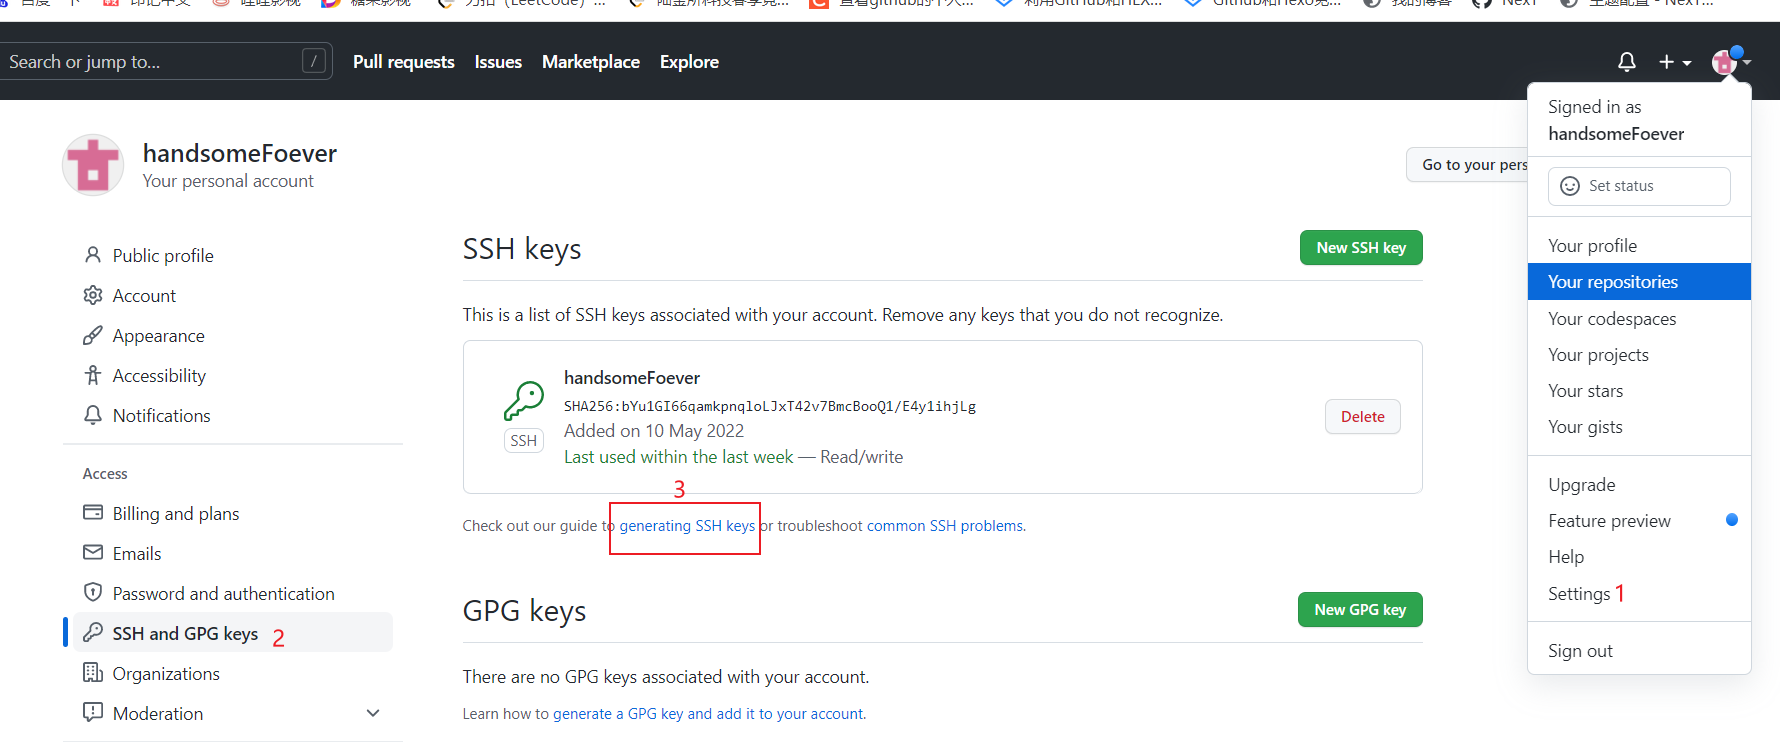 Search or jump to...
/
Pull requests
Issues
Marketplace
Explore
handsomeFoever
Your personal account
Go to your pers
Signed in as
handsomeFoever
Set status
Your profile
Your repositories
Your codespaces
Your projects
Your stars
Your gists
Upgrade
Feature preview
Help
Settings 1
Sign out
Public profile
Account
Appearance
Accessibility
Notifications
Access
Billing and plans
Emails
Password and authentication
SSH and GPG keys 2
Organizations
Moderation
SSH keys
New SSH key
This is a list of SSH keys associated with your account. Remove any keys that you do not recognize.
handsomeFoever
SHA256:bYu1GI66qamkpnqloLJxT42v7BmcBooQ1/E4y1ihjLg
Added on 10 May 2022
Last used within the last week — Read/write
SSH
Delete
3
Check out our guide to generating SSH keys or troubleshoot common SSH problems.
GPG keys
New GPG key
There are no GPG keys associated with your account.
Learn how to generate a GPG key and add it to your account.